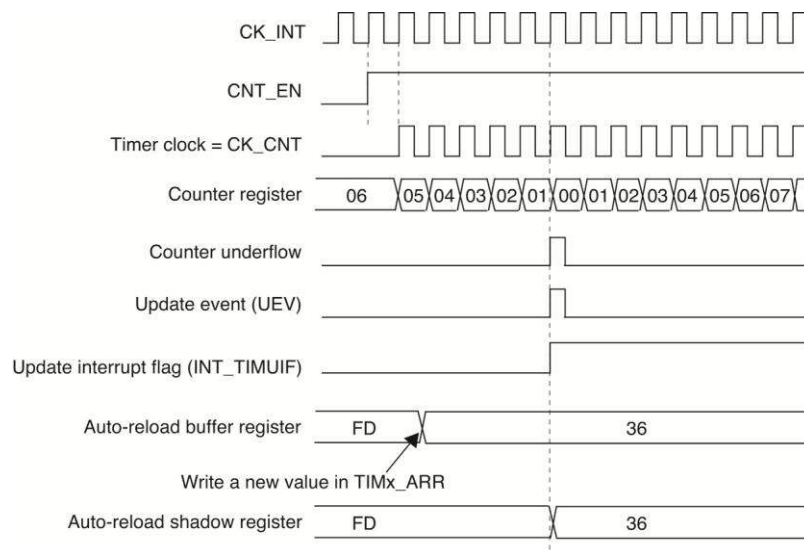 CK_INT
CNT_EN
Timer clock = CK_CNT
Counter register 06 05 04 03 02 01 00 01 02 03 04 05 06 07
Counter underflow
Update event (UEV)
Update interrupt flag (INT_TIMUIF)
Auto-reload buffer register FD 36
Write a new value in TIMx_ARR
Auto-reload shadow register FD 36